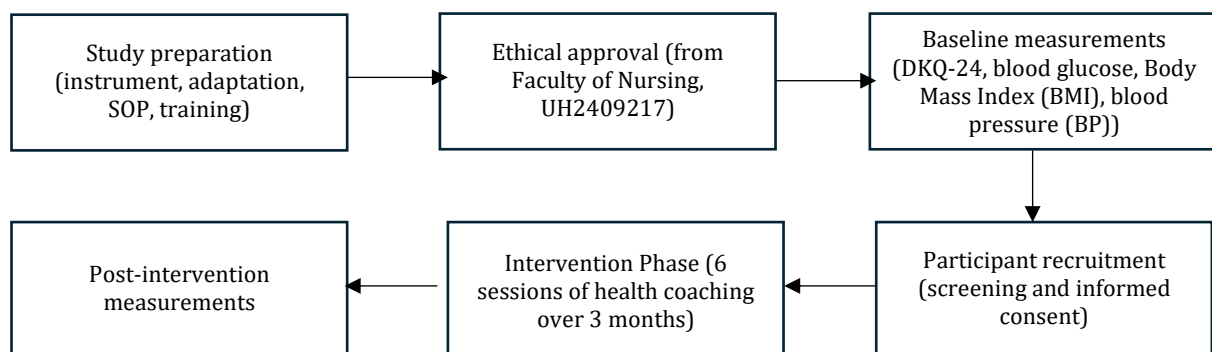 Study preparation
(instrument, adaptation,
SOP, training)
Ethical approval (from
Faculty of Nursing,
UH2409217)
Baseline measurements
(DKQ-24, blood glucose, Body
Mass Index (BMI), blood
pressure (BP))
Participant recruitment
(screening and informed
consent)
Intervention Phase (6
sessions of health coaching
over 3 months)
Post-intervention
measurements